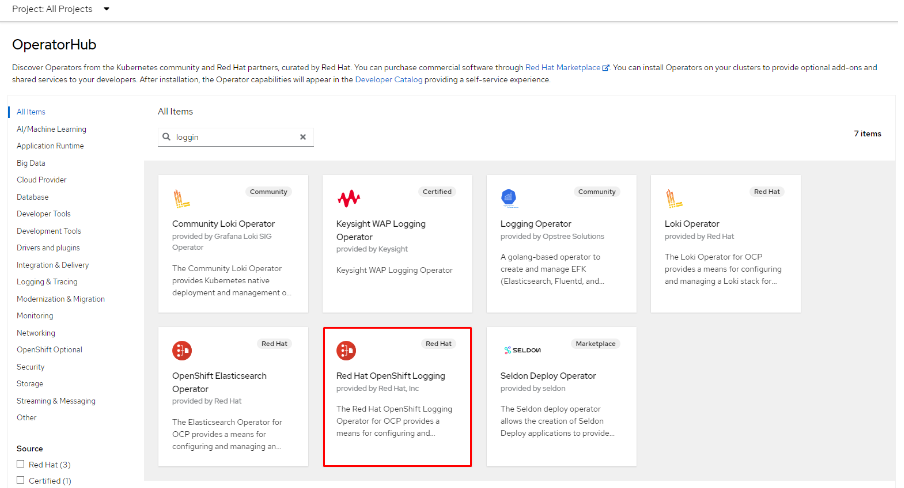 Project: All Projects
OperatorHub
Discover Operators from the Kubernetes community and Red Hat partners, curated by Red Hat. You can purchase commercial software through Red Hat Marketplace. You can install Operators on your clusters to provide optional add-ons and
shared services to your developers. After installation, the Operator capabilities will appear in the Developer Catalog providing a self-service experience
All Items
AI/Machine Learning
Application Runtime
Big Data
Cloud Provider
Database
Developer Tools
Development Tools
Drivers and plugins
Integration & Delivery
Logging & Tracing
Modernization & Migration
Monitoring
Networking
OpenShift Optional
Security
Storage
Streaming & Messaging
Other
Source
Red Hat (3)
Certified (1)
All Items
loggin
7 items
Community
Community Loki Operator
provided by Grafana Loki SIG
Operator
The Community Loki Operator
provides Kubernetes native
deployment and management o...
Certified
Keysight WAP Logging
Operator
provided by Keysight
Keysight WAP Logging Operator
Community
Logging Operator
provided by Opstree Solutions
A golang-based operator to
create and manage EFK
(Elasticsearch, Fluentd, and...
Red Hat
Loki Operator
provided by Red Hat
The Loki Operator for OCP
provides a means for configuring
and managing a Loki stack for...
Red Hat
OpenShift Elasticsearch
Operator
provided by Red Hat
The Elasticsearch Operator for
OCP provides a means for
configuring and managing an...
Red Hat
Red Hat OpenShift Logging
provided by Red Hat, Inc
The Red Hat OpenShift Logging
Operator for OCP provides a
means for configuring and...
Marketplace
SELDON
Seldon Deploy Operator
provided by seldon
The Seldon deploy operator
allows the creation of Seldon
Deploy applications to provide...